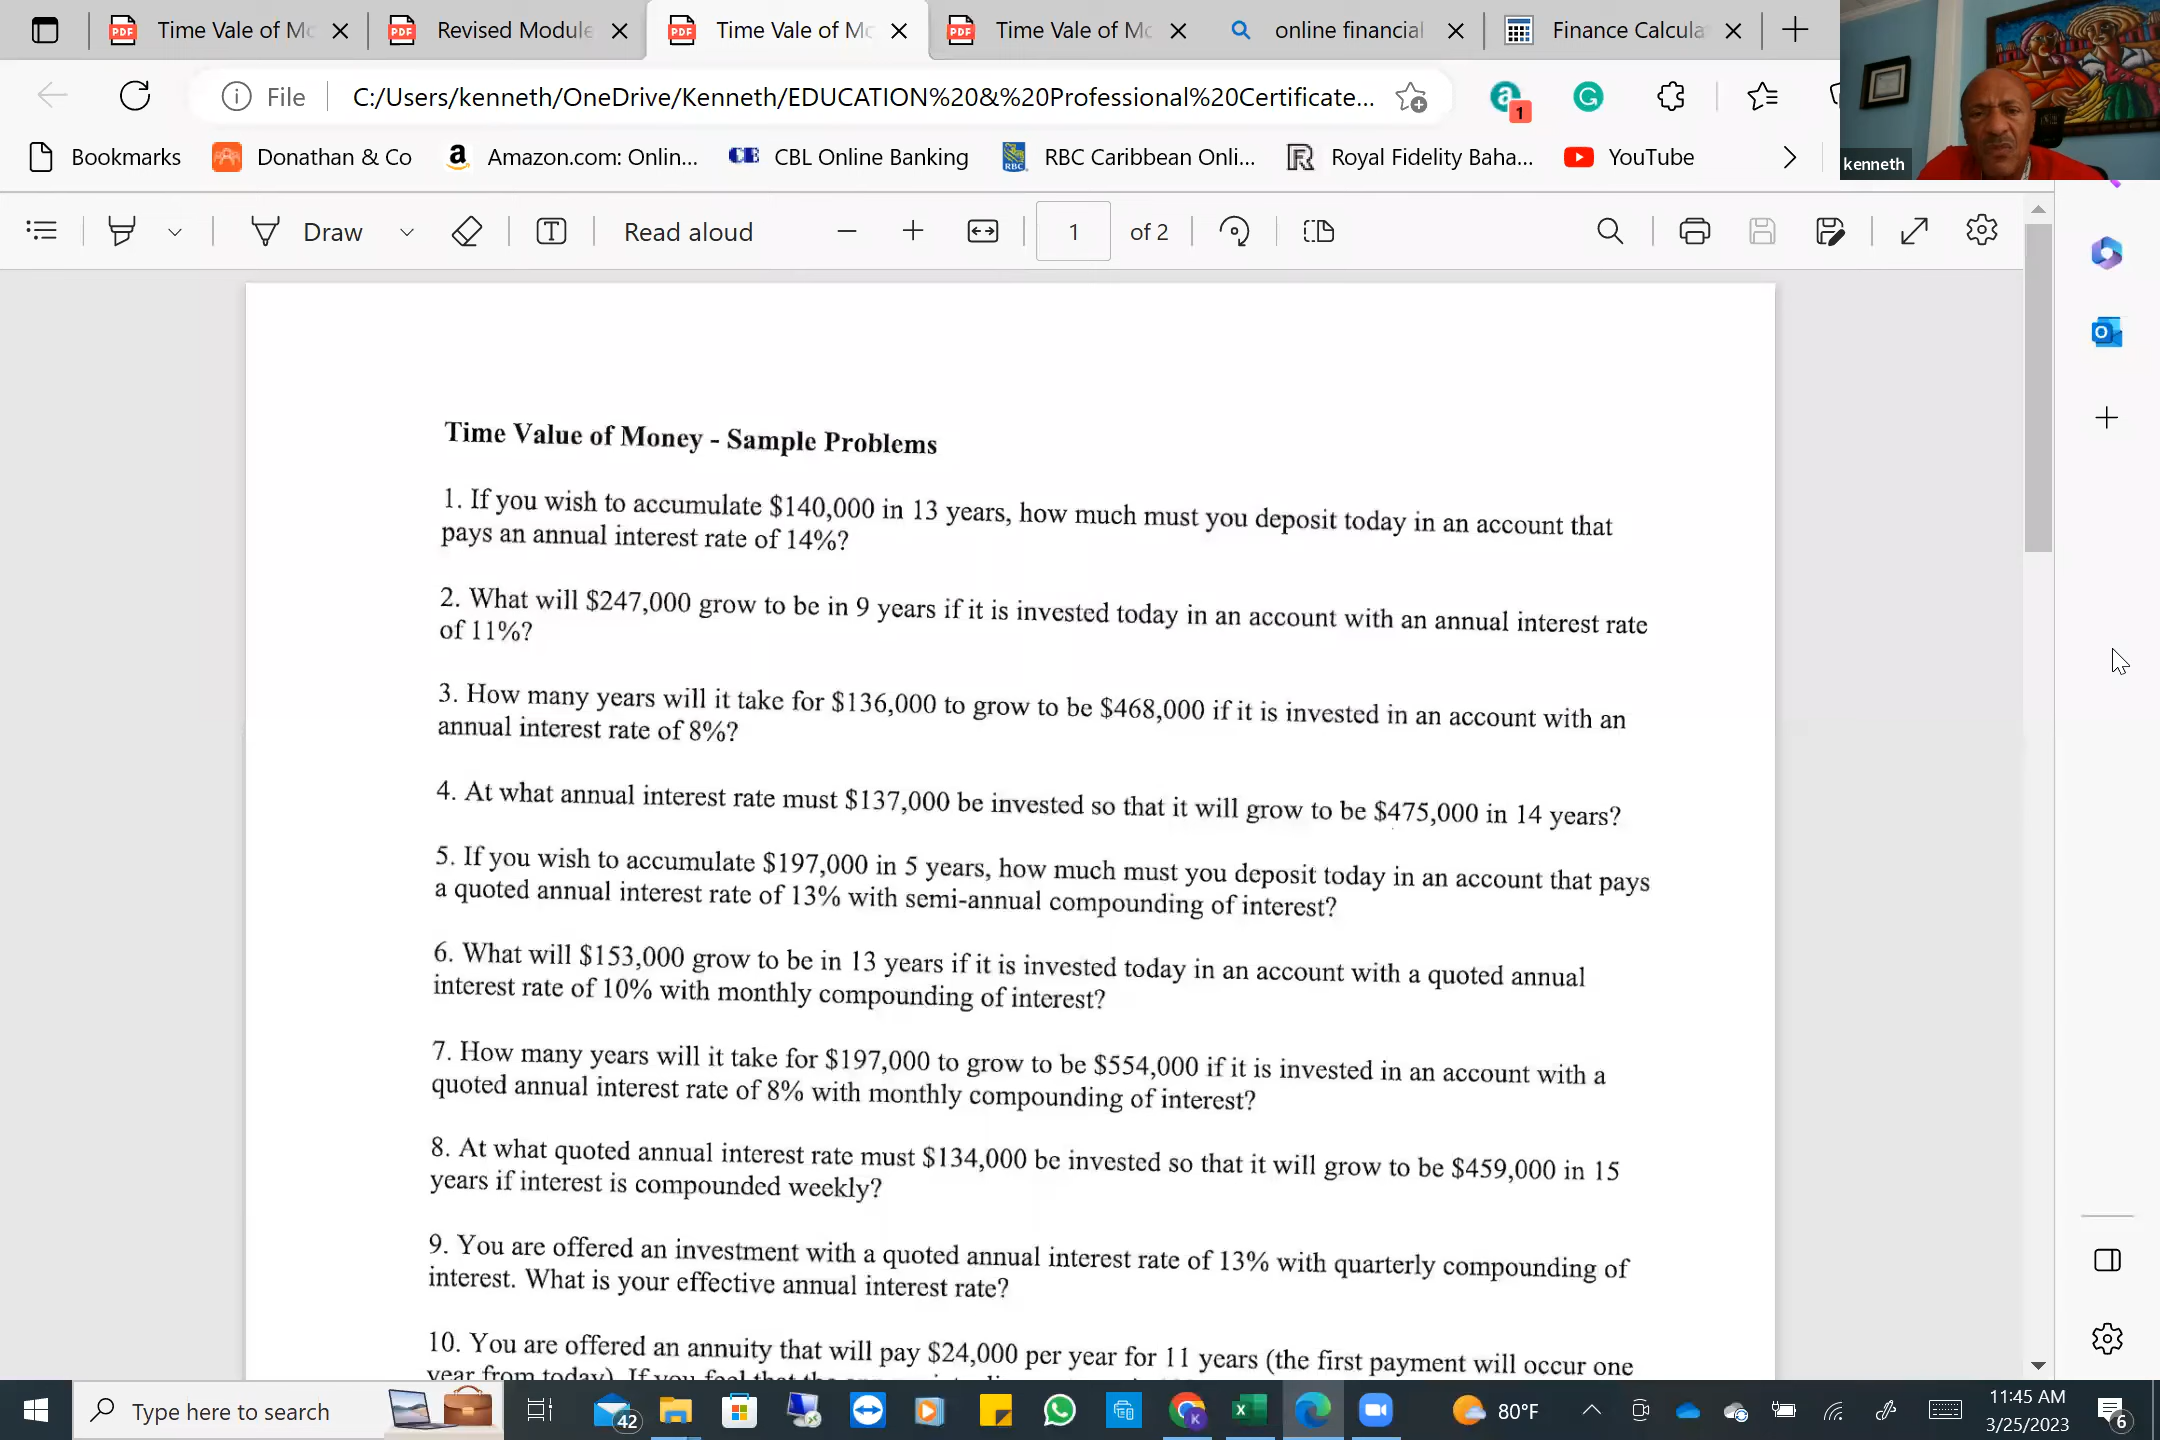 Time Vale of Mo
Revised Module
Time Vale of Mo
Time Vale of Mo
online financial
Finance Calcula
File
C:/Users/kenneth/OneDrive/Kenneth/EDUCATION%20&%20Professional%20Certificate...
1
kenneth
Bookmarks
Donathan & Co
Amazon.com: Onlin...
CBL Online Banking
RBC Caribbean Onli...
Royal Fidelity Baha...
YouTube
Draw
Read aloud
1
of 2
Time Value of Money - Sample Problems
1. If you wish to accumulate $140,000 in 13 years, how much must you deposit today in an account that
pays an annual interest rate of 14%?
2. What will $247,000 grow to be in 9 years if it is invested today in an account with an annual interest rate
of 11%?
3. How many years will it take for $136,000 to grow to be $468,000 if it is invested in an account with an
annual interest rate of 8%?
4. At what annual interest rate must $137,000 be invested so that it will grow to be $475,000 in 14 years?
5. If you wish to accumulate $197,000 in 5 years, how much must you deposit today in an account that pays
a quoted annual interest rate of 13% with semi-annual compounding of interest?
6. What will $153,000 grow to be in 13 years if it is invested today in an account with a quoted annual
interest rate of 10% with monthly compounding of interest?
7. How many years will it take for $197,000 to grow to be $554,000 if it is invested in an account with a
quoted annual interest rate of 8% with monthly compounding of interest?
8. At what quoted annual interest rate must $134,000 be invested so that it will grow to be $459,000 in 15
years if interest is compounded weekly?
9. You are offered an investment with a quoted annual interest rate of 13% with quarterly compounding of
interest. What is your effective annual interest rate?
10. You are offered an annuity that will pay $24,000 per year for 11 years (the first payment will occur one
year from today). If you feel that the
Type here to search
42
80°F
11:45 AM
3/25/2023
6